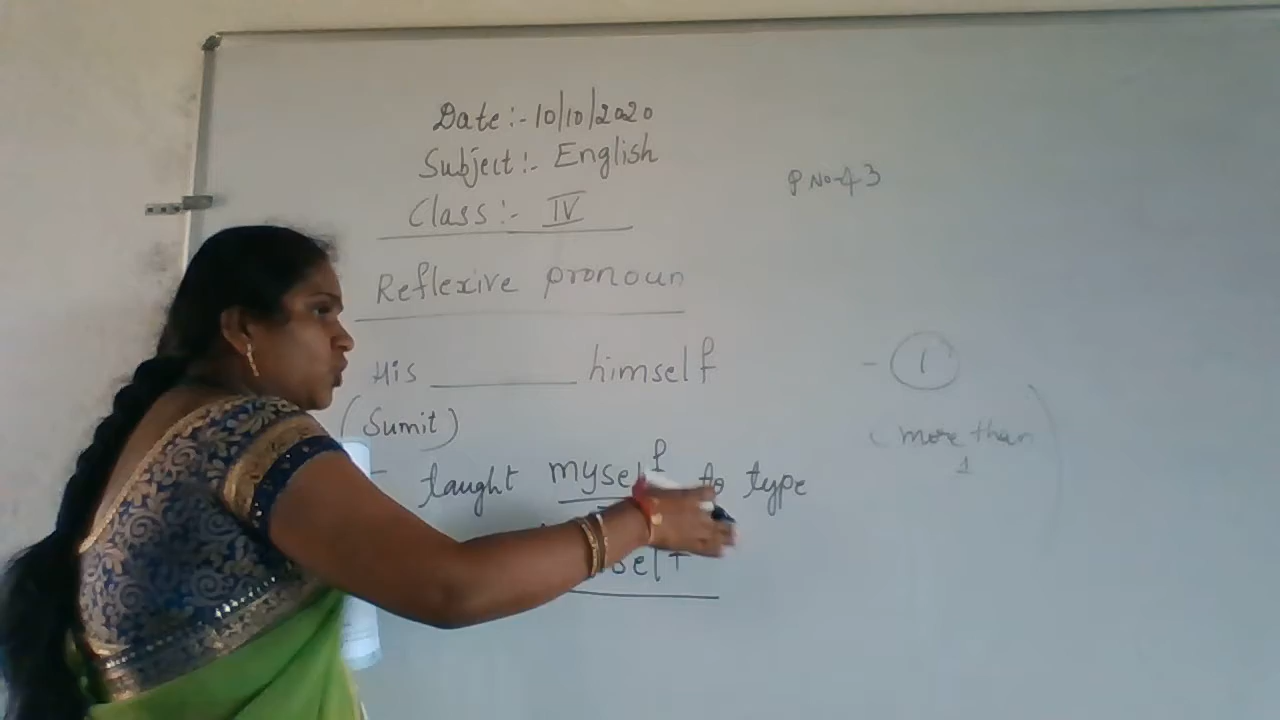 Date:- 10/10/2020
Subject:- English
Class:- IV
P No-43
Reflexive pronoun
His ________ himself
- 1
(Sumit)
(more than
1
taught myself to type